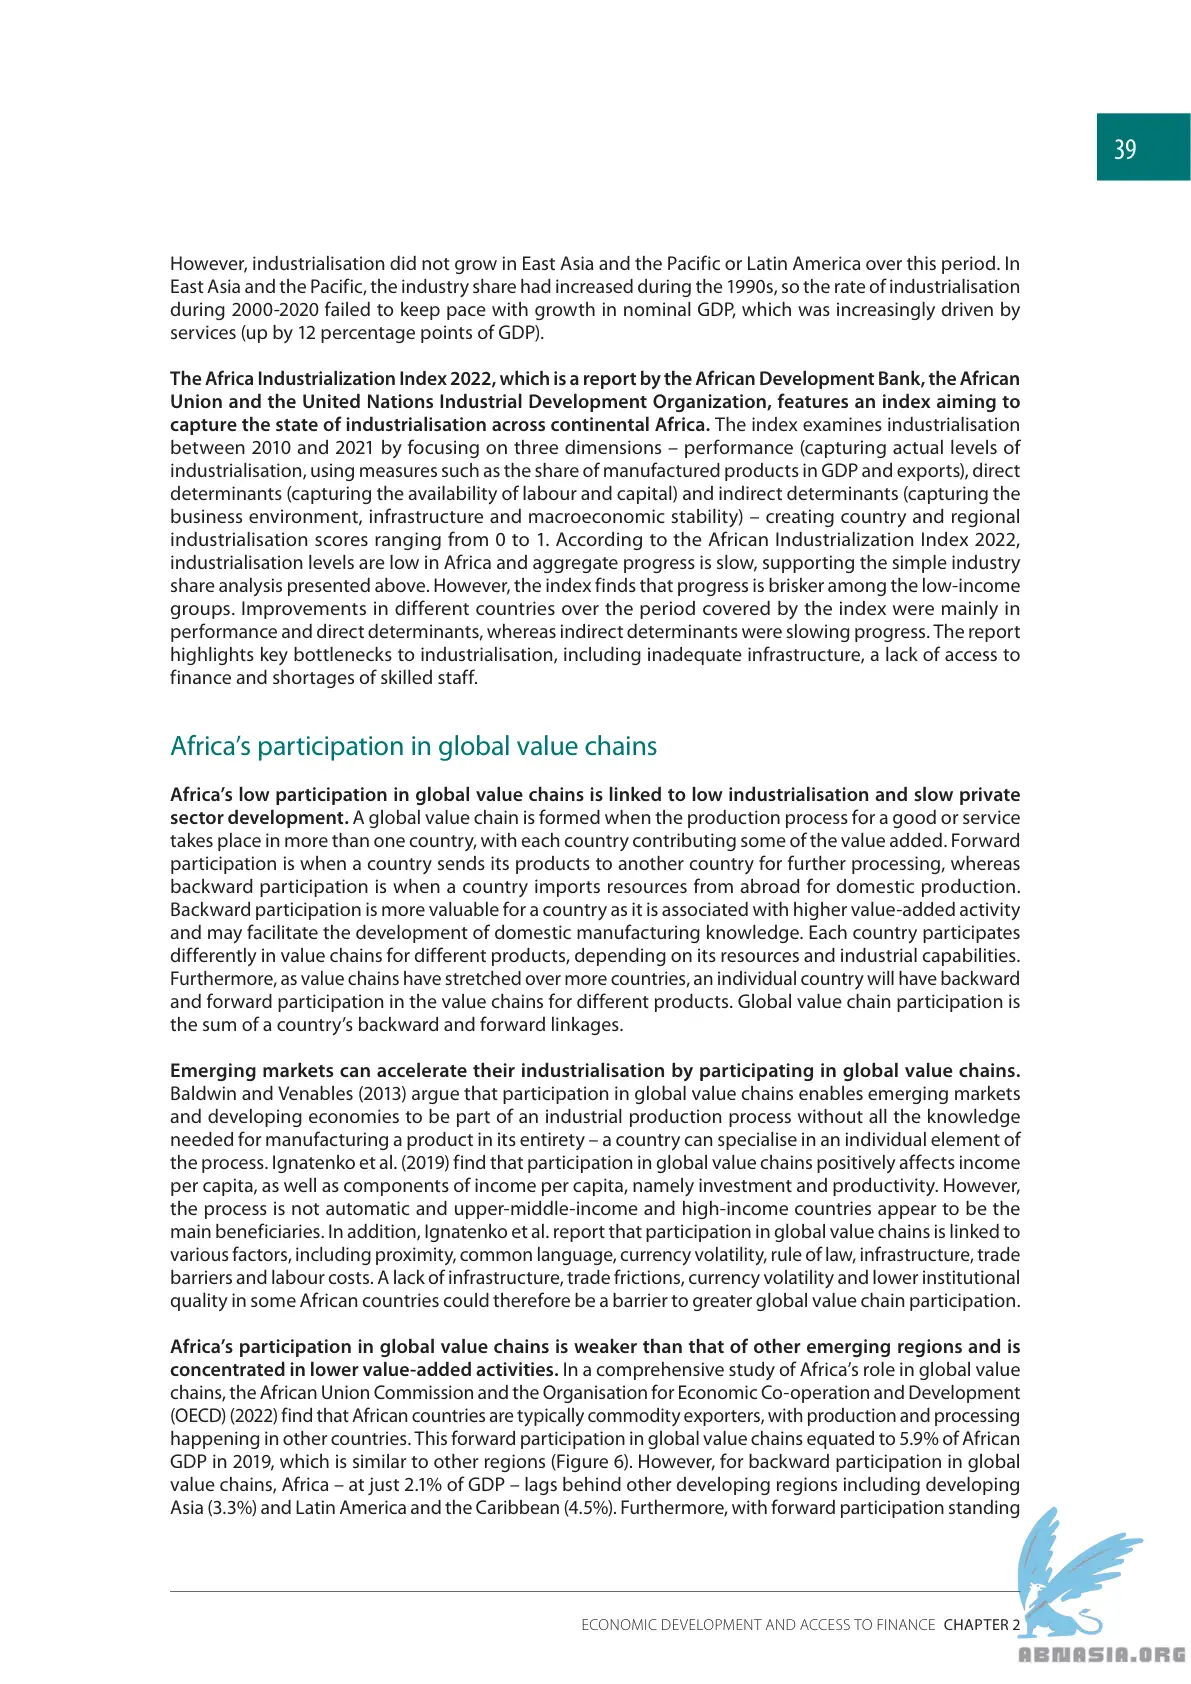 39
However, industrialisation did not grow in East Asia and the Pacific or Latin America over this period. In
East Asia and the Pacific, the industry share had increased during the 1990s, so the rate of industrialisation
during 2000-2020 failed to keep pace with growth in nominal GDP, which was increasingly driven by
services (up by 12 percentage points of GDP).
The Africa Industrialization Index 2022, which is a report by the African Development Bank, the African
Union and the United Nations Industrial Development Organization, features an index aiming to
capture the state of industrialisation across continental Africa. The index examines industrialisation
between 2010 and 2021 by focusing on three dimensions – performance (capturing actual levels of
industrialisation, using measures such as the share of manufactured products in GDP and exports), direct
determinants (capturing the availability of labour and capital) and indirect determinants (capturing the
business environment, infrastructure and macroeconomic stability) – creating country and regional
industrialisation scores ranging from 0 to 1. According to the African Industrialization Index 2022,
industrialisation levels are low in Africa and aggregate progress is slow, supporting the simple industry
share analysis presented above. However, the index finds that progress is brisker among the low-income
groups. Improvements in different countries over the period covered by the index were mainly in
performance and direct determinants, whereas indirect determinants were slowing progress. The report
highlights key bottlenecks to industrialisation, including inadequate infrastructure, a lack of access to
finance and shortages of skilled staff.
Africa's participation in global value chains
Africa's low participation in global value chains is linked to low industrialisation and slow private
sector development. A global value chain is formed when the production process for a good or service
takes place in more than one country, with each country contributing some of the value added. Forward
participation is when a country sends its products to another country for further processing, whereas
backward participation is when a country imports resources from abroad for domestic production.
Backward participation is more valuable for a country as it is associated with higher value-added activity
and may facilitate the development of domestic manufacturing knowledge. Each country participates
differently in value chains for different products, depending on its resources and industrial capabilities.
Furthermore, as value chains have stretched over more countries, an individual country will have backward
and forward participation in the value chains for different products. Global value chain participation is
the sum of a country's backward and forward linkages.
Emerging markets can accelerate their industrialisation by participating in global value chains.
Baldwin and Venables (2013) argue that participation in global value chains enables emerging markets
and developing economies to be part of an industrial production process without all the knowledge
needed for manufacturing a product in its entirety – a country can specialise in an individual element of
the process. Ignatenko et al. (2019) find that participation in global value chains positively affects income
per capita, as well as components of income per capita, namely investment and productivity. However,
the process is not automatic and upper-middle-income and high-income countries appear to be the
main beneficiaries. In addition, Ignatenko et al. report that participation in global value chains is linked to
various factors, including proximity, common language, currency volatility, rule of law, infrastructure, trade
barriers and labour costs. A lack of infrastructure, trade frictions, currency volatility and lower institutional
quality in some African countries could therefore be a barrier to greater global value chain participation.
Africa's participation in global value chains is weaker than that of other emerging regions and is
concentrated in lower value-added activities. In a comprehensive study of Africa's role in global value
chains, the African Union Commission and the Organisation for Economic Co-operation and Development
(OECD) (2022) find that African countries are typically commodity exporters, with production and processing
happening in other countries. This forward participation in global value chains equated to 5.9% of African
GDP in 2019, which is similar to other regions (Figure 6). However, for backward participation in global
value chains, Africa – at just 2.1% of GDP – lags behind other developing regions including developing
Asia (3.3%) and Latin America and the Caribbean (4.5%). Furthermore, with forward participation standing
ECONOMIC DEVELOPMENT AND ACCESS TO FINANCE CHAPTER 2
ABNASIA.ORG